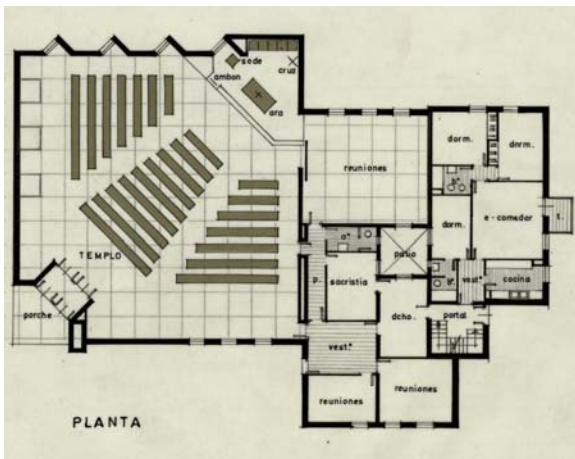 sede
cruz
ambon
ara
dorm.
dorm.
reuniones
b°
dorm.
e-comedor
t.
TEMPLO
a°
patio
p.
sacristia
b°
vest.°
cocina
porche
dcho.
portal
vest.°
reuniones
reuniones
PLANTA